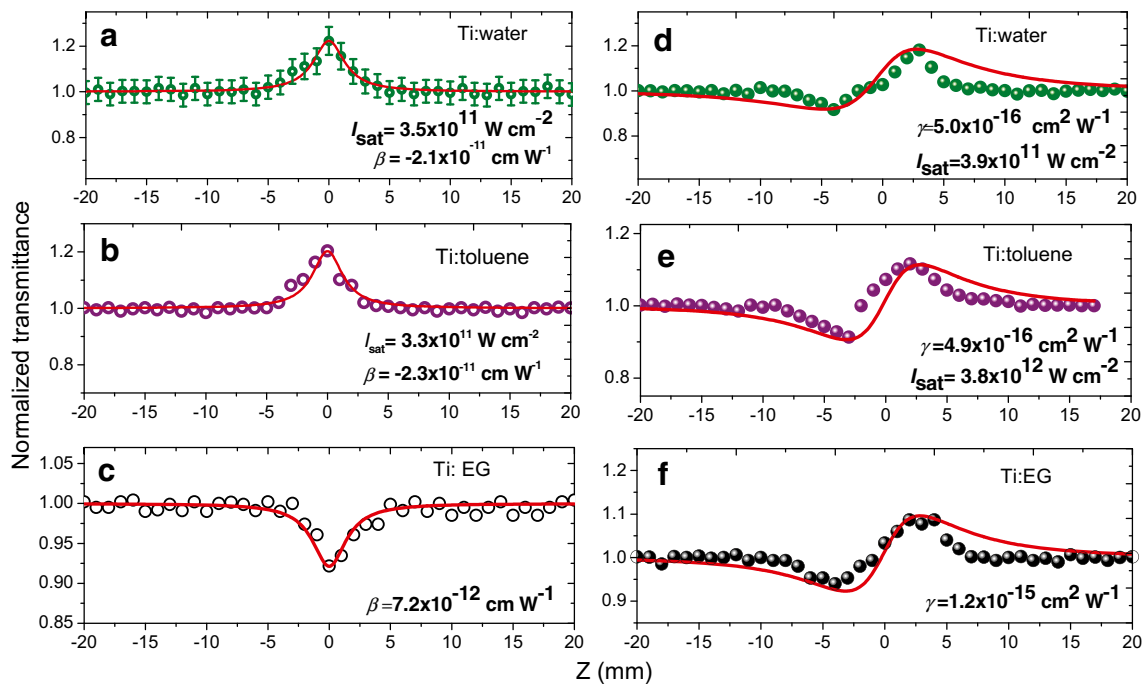 Normalized transmittance
a
Ti:water
1.2
1.0
0.8
I sat= 3.5x10^11 W cm^-2
β = -2.1x10^-11 cm W^-1
-20 -15 -10 -5 0 5 10 15 20
b
Ti:toluene
1.2
1.0
0.8
I sat = 3.3x10^11 W cm^-2
β = -2.3x10^-11 cm W^-1
-20 -15 -10 -5 0 5 10 15 20
c
Ti: EG
1.05
1.00
0.95
0.90
0.85
β =7.2x10^-12 cm W^-1
-20 -15 -10 -5 0 5 10 15 20
d
Ti:water
1.2
1.0
0.8
γ=5.0x10^-16 cm^2 W^-1
I sat=3.9x10^11 W cm^-2
-20 -15 -10 -5 0 5 10 15 20
e
Ti:toluene
1.2
1.0
0.8
γ =4.9x10^-16 cm^2 W^-1
I sat= 3.8x10^12 W cm^-2
-20 -15 -10 -5 0 5 10 15 20
f
Ti:EG
1.2
1.1
1.0
0.9
γ =1.2x10^-15 cm^2 W^-1
-20 -15 -10 -5 0 5 10 15 20
Z (mm)